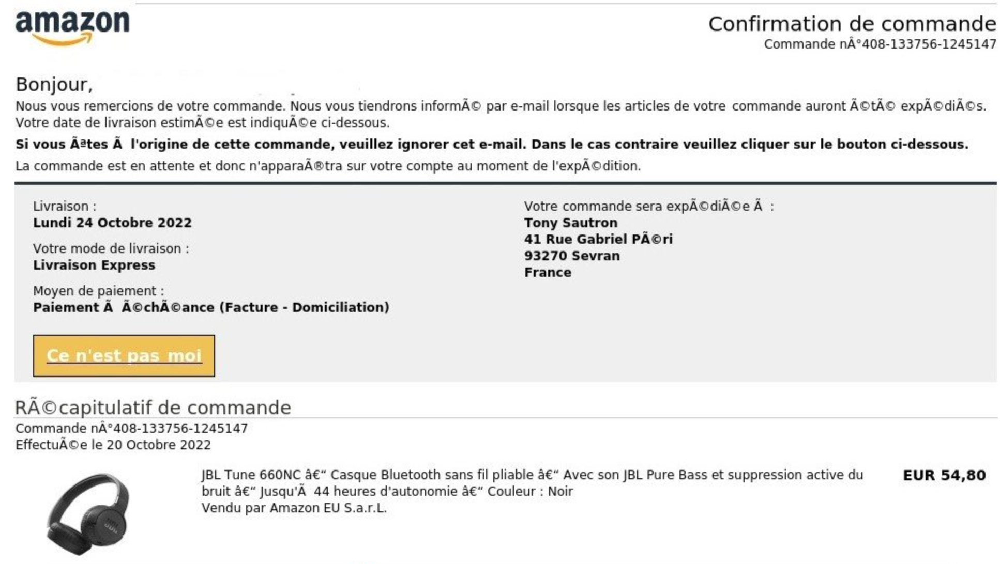 amazon
Confirmation de commande
Commande nÂ°408-133756-1245147
Bonjour,
Nous vous remercions de votre commande. Nous vous tiendrons informÃ© par e-mail lorsque les articles de votre commande auront Ã©tÃ© expÃ©diÃ©s.
Votre date de livraison estimÃ©e est indiquÃ©e ci-dessous.
Si vous Ãªtes Ã  l'origine de cette commande, veuillez ignorer cet e-mail. Dans le cas contraire veuillez cliquer sur le bouton ci-dessous.
La commande est en attente et donc n'apparaÃ®tra sur votre compte au moment de l'expÃ©dition.
Livraison :
Lundi 24 Octobre 2022
Votre mode de livraison :
Livraison Express
Moyen de paiement :
Paiement Ã  Ã©chÃ©ance (Facture - Domiciliation)
Ce n'est pas moi
Votre commande sera expÃ©diÃ©e Ã  :
Tony Sautron
41 Rue Gabriel PÃ©ri
93270 Sevran
France
RÃ©capitulatif de commande
Commande nÂ°408-133756-1245147
EffectuÃ©e le 20 Octobre 2022
JBL Tune 660NC â€“ Casque Bluetooth sans fil pliable â€“ Avec son JBL Pure Bass et suppression active du
bruit â€“ Jusqu'Ã  44 heures d'autonomie â€“ Couleur : Noir
Vendu par Amazon EU S.a.r.L.
EUR 54,80
JBL